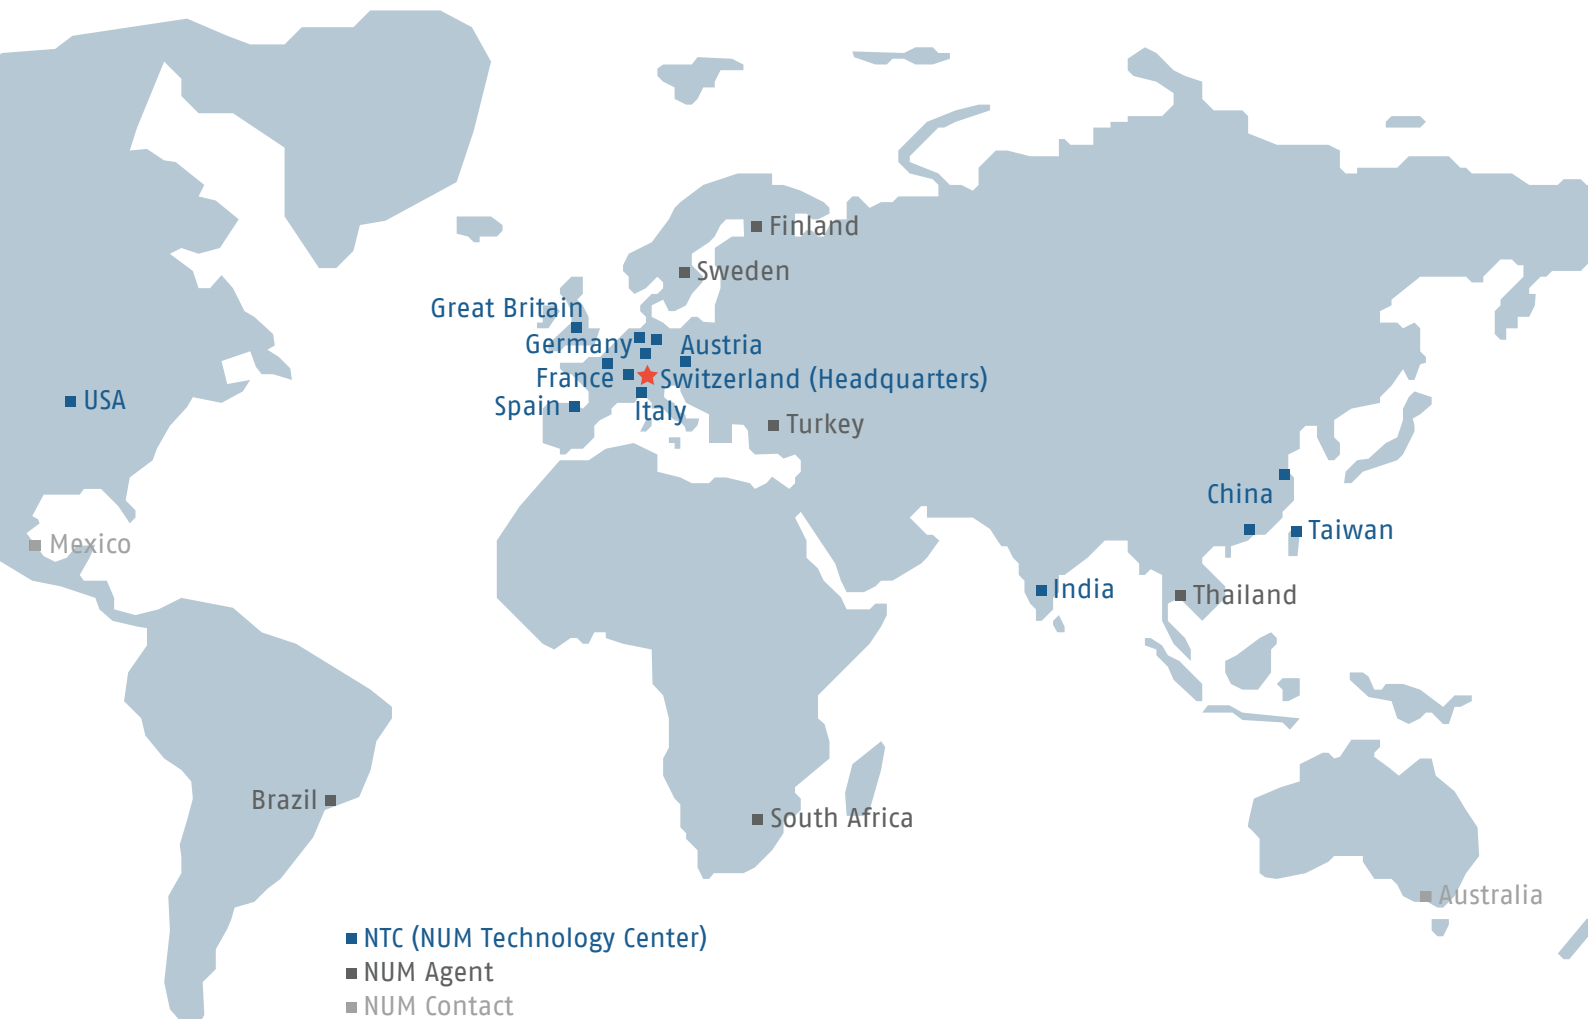 Finland
Sweden
Great Britain
Germany
Austria
France
Switzerland (Headquarters)
USA
Spain
Italy
Turkey
China
Taiwan
Mexico
India
Thailand
Brazil
South Africa
Australia
NTC (NUM Technology Center)
NUM Agent
NUM Contact